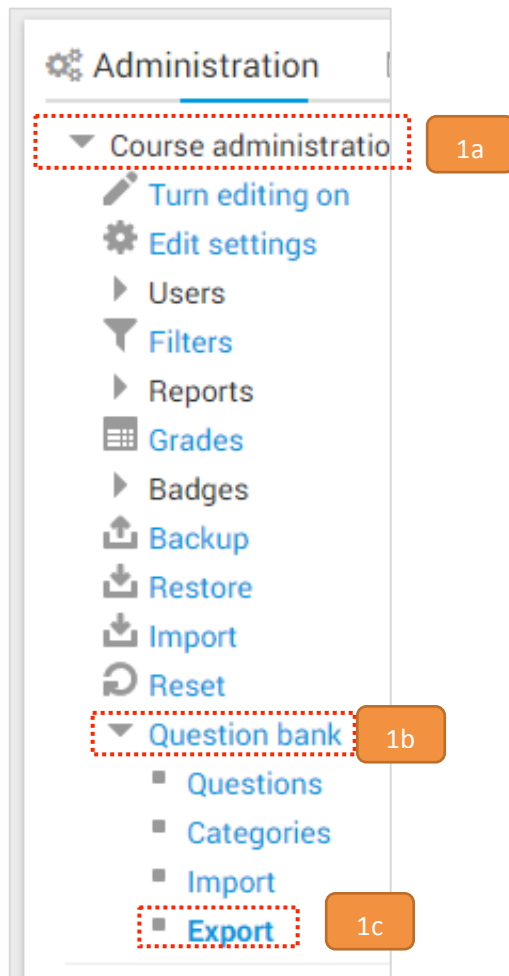 Administration
Course administratio
1a
Turn editing on
Edit settings
Users
Filters
Reports
Grades
Badges
Backup
Restore
Import
Reset
Question bank
1b
Questions
Categories
Import
Export
1c